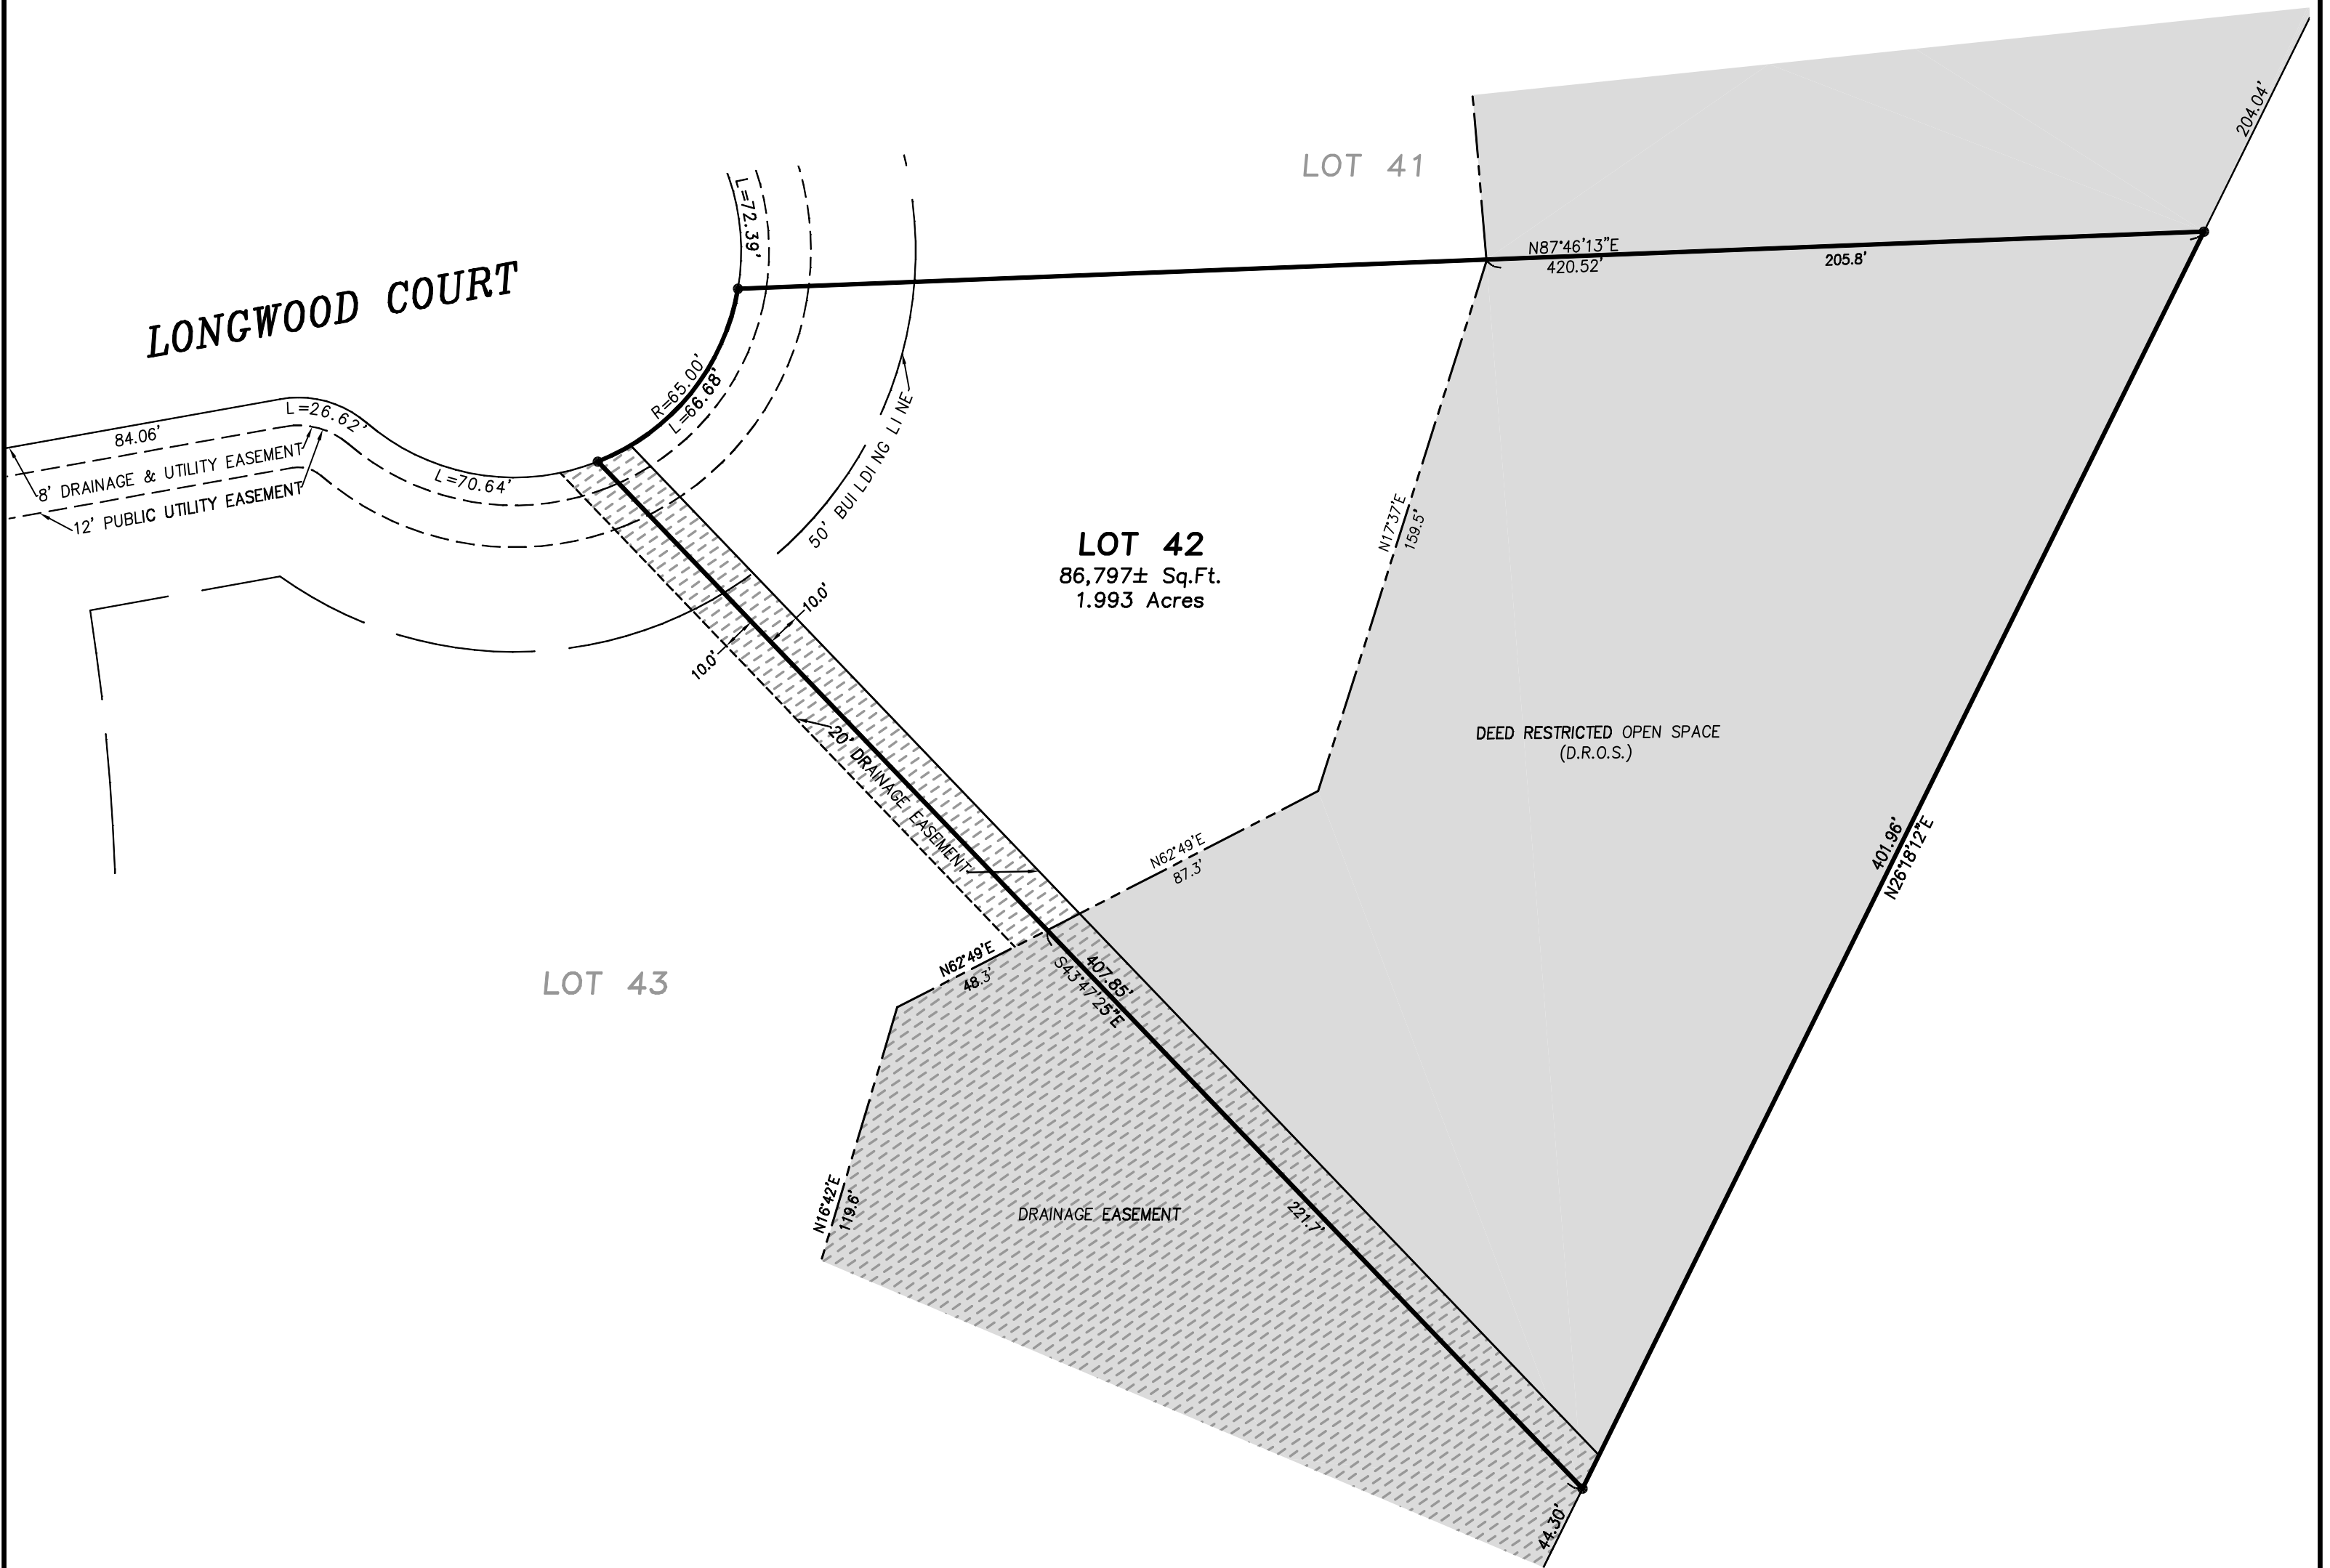 204.04'
LOT 41
L=72.39'
N87°46'13"E
420.52'
205.8'
LONGWOOD COURT
R=65.00'
L=66.68'
L=26.62'
84.06'
8' DRAINAGE & UTILITY EASEMENT
L=70.64'
12' PUBLIC UTILITY EASEMENT
50' BUILDING LINE
N17°37'E
159.5'
LOT 42
86,797± Sq.Ft.
1.993 Acres
10.0'
10.0'
20' DRAINAGE EASEMENT
DEED RESTRICTED OPEN SPACE
(D.R.O.S.)
401.96'
N26°18'12"E
N62°49'E
87.3'
N62°49'E
48.3'
407.85'
S43°47'25"E
LOT 43
N16°42'E
119.6'
DRAINAGE EASEMENT
221.7'
44.30'